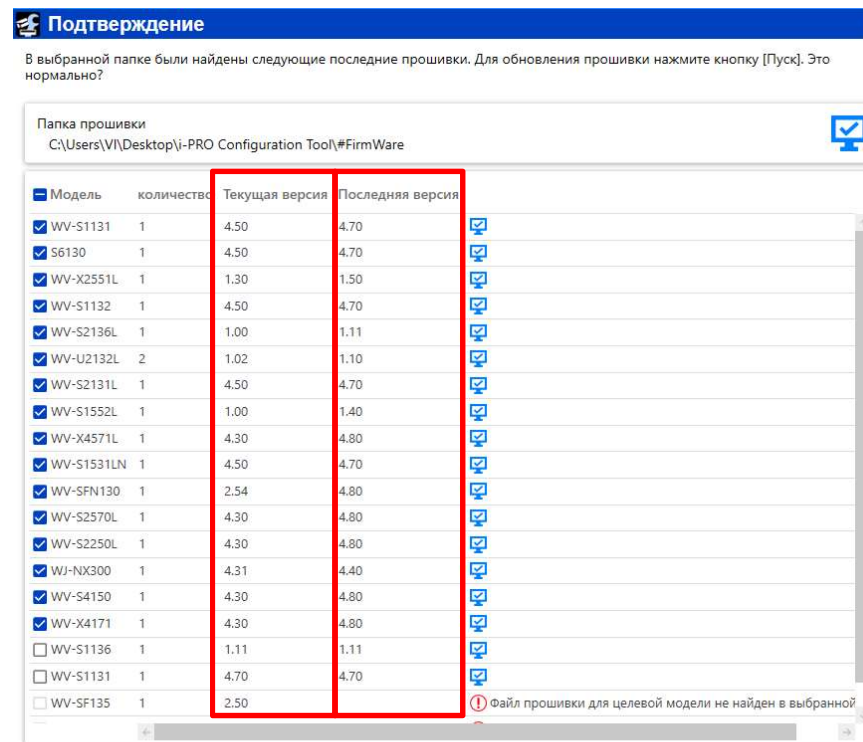 Подтверждение
В выбранной папке были найдены следующие последние прошивки. Для обновления прошивки нажмите кнопку [Пуск]. Это
нормально?
Папка прошивки
C:\Users\VI\Desktop\i-PRO Configuration Tool\#FirmWare
Модель количество Текущая версия Последняя версия
WV-S1131 1 4.50 4.70
S6130 1 4.50 4.70
WV-X2551L 1 1.30 1.50
WV-S1132 1 4.50 4.70
WV-S2136L 1 1.00 1.11
WV-U2132L 2 1.02 1.10
WV-S2131L 1 4.50 4.70
WV-S1552L 1 1.00 1.40
WV-X4571L 1 4.30 4.80
WV-S1531LN 1 4.50 4.70
WV-SFN130 1 2.54 4.80
WV-S2570L 1 4.30 4.80
WV-S2250L 1 4.30 4.80
WJ-NX300 1 4.31 4.40
WV-S4150 1 4.30 4.80
WV-X4171 1 4.30 4.80
WV-S1136 1 1.11 1.11
WV-S1131 1 4.70 4.70
WV-SF135 1 2.50 Файл прошивки для целевой модели не найден в выбранной